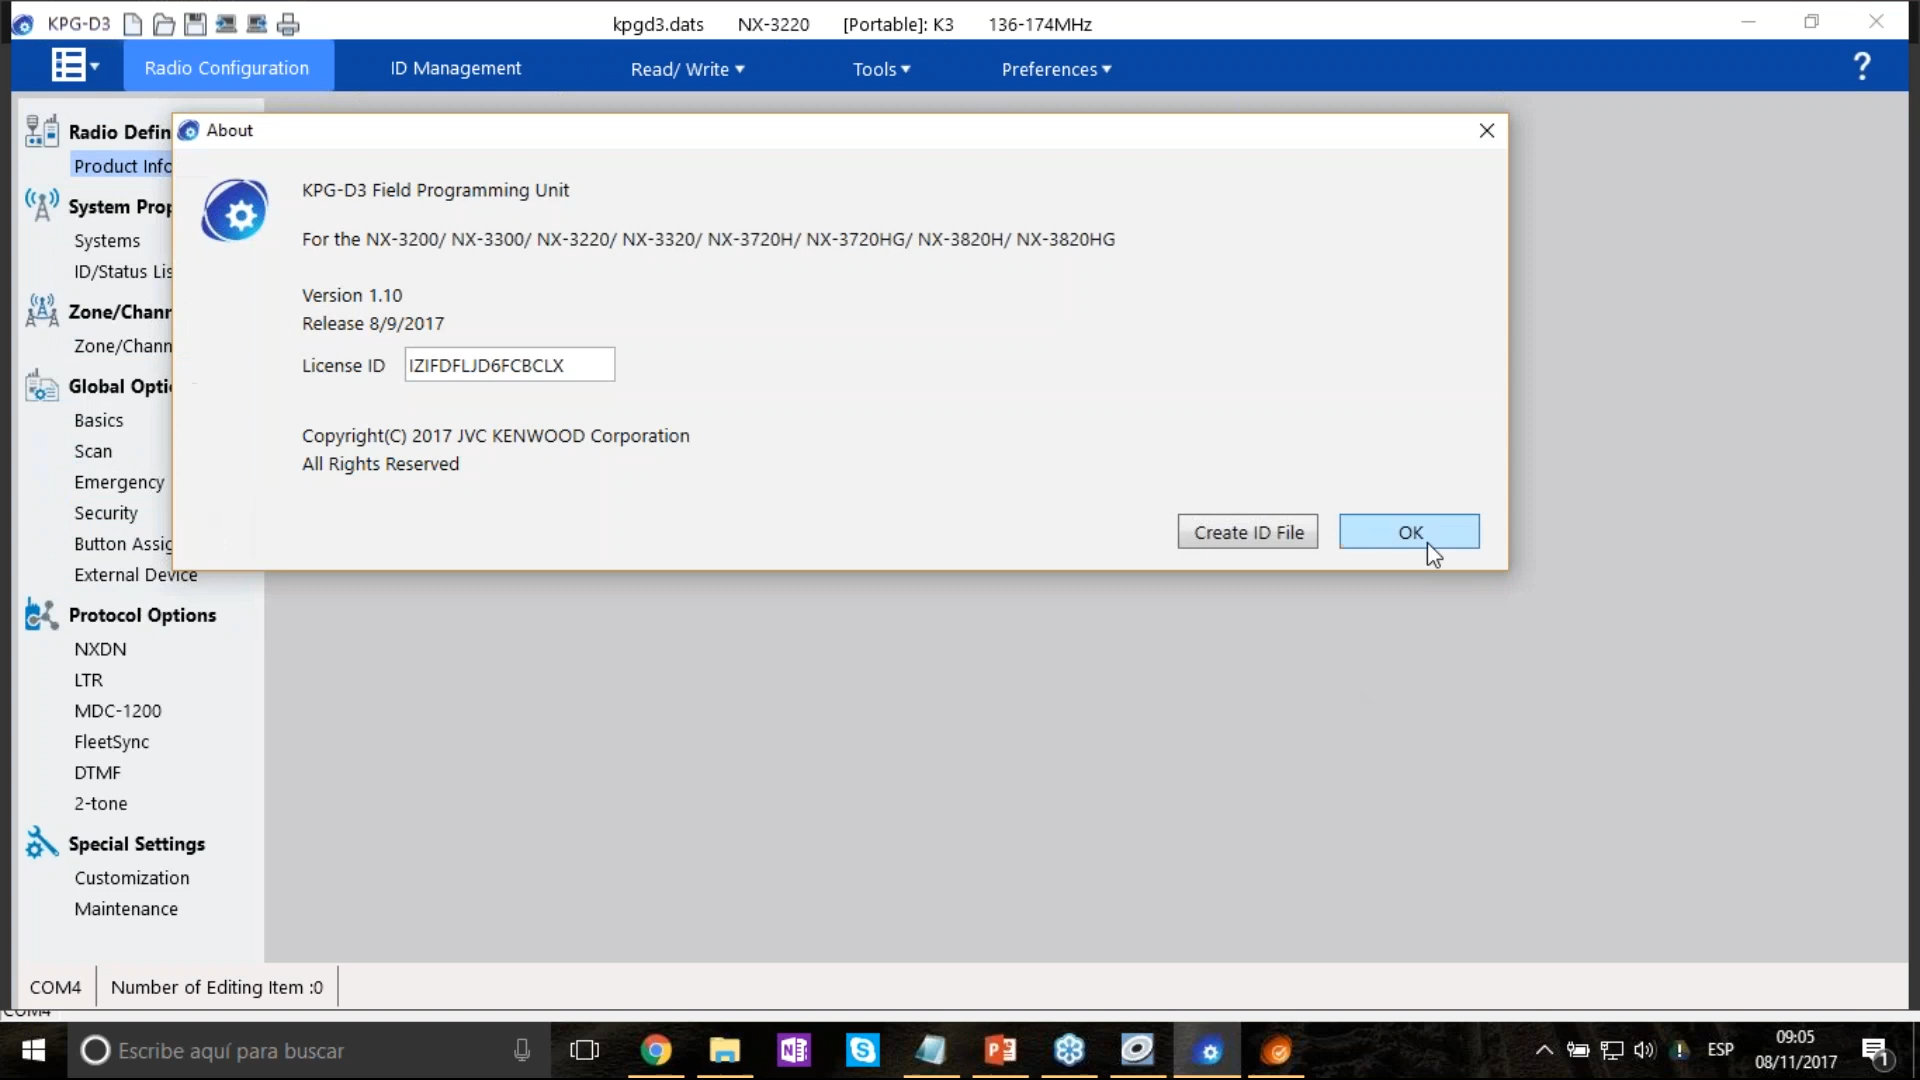 KPG-D3 kpgd3.dats NX-3220 [Portable]: K3 136-174MHz
Radio Configuration ID Management Read/ Write Tools Preferences ?
Radio Defin
Product Info
System Prop
Systems
ID/Status Lis
Zone/Chann
Zone/Chann
Global Opti
Basics
Scan
Emergency
Security
Button Assig
External Device
Protocol Options
NXDN
LTR
MDC-1200
FleetSync
DTMF
2-tone
Special Settings
Customization
Maintenance
About
KPG-D3 Field Programming Unit
For the NX-3200/ NX-3300/ NX-3220/ NX-3320/ NX-3720H/ NX-3720HG/ NX-3820H/ NX-3820HG
Version 1.10
Release 8/9/2017
License ID IZIFDFLJD6FCBCLX
Copyright(C) 2017 JVC KENWOOD Corporation
All Rights Reserved
Create ID File OK
COM4 Number of Editing Item :0
COM4
Escribe aquí para buscar
ESP
09:05
08/11/2017
1